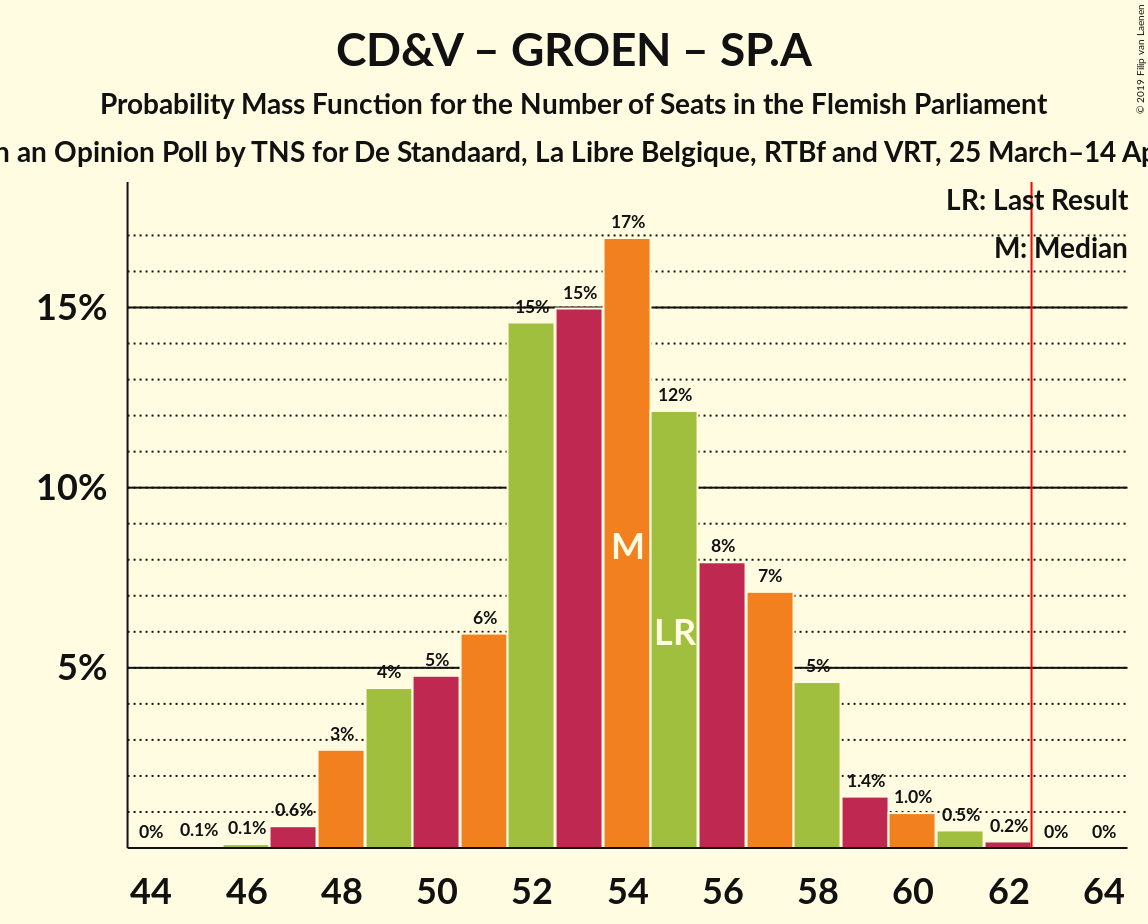 CD&V – GROEN – SP.A
Probability Mass Function for the Number of Seats in the Flemish Parliament
an Opinion Poll by TNS for De Standaard, La Libre Belgique, RTBf and VRT, 25 March–14
© 2019 Filip van Laenen
LR: Last Result
M: Median
17%
15%
15%
15%
12%
10%
M
8%
7%
LR
6%
5%
4%
5%
5%
3%
1.4%
1.0%
0%
0.1%
0.1%
0.6%
0.5%
0.2%
0%
0%
44 46 48 50 52 54 56 58 60 62 64